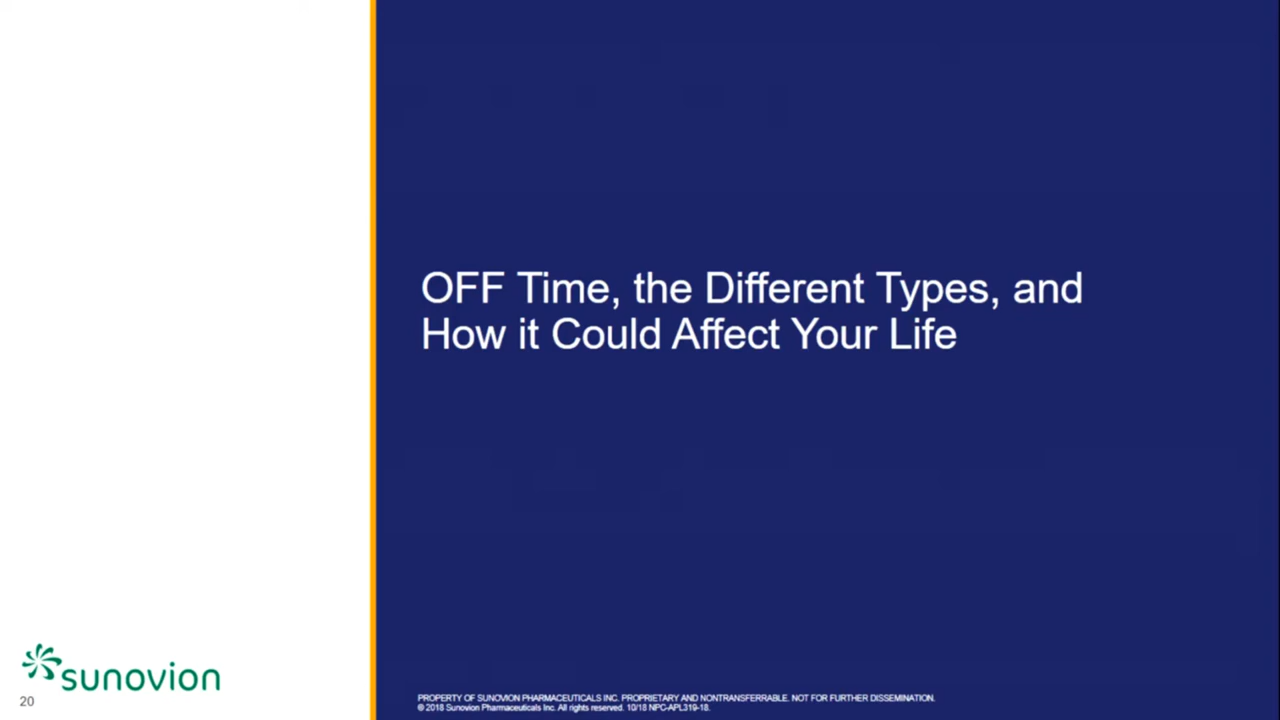 OFF Time, the Different Types, and
How it Could Affect Your Life
sunovion
20
PROPERTY OF SUNOVION PHARMACEUTICALS INC. PROPRIETARY AND NONTRANSFERRABLE. NOT FOR FURTHER DISSEMINATION.
© 2018 Sunovion Pharmaceuticals Inc. All rights reserved. 10/18 NPC-APL319-18.